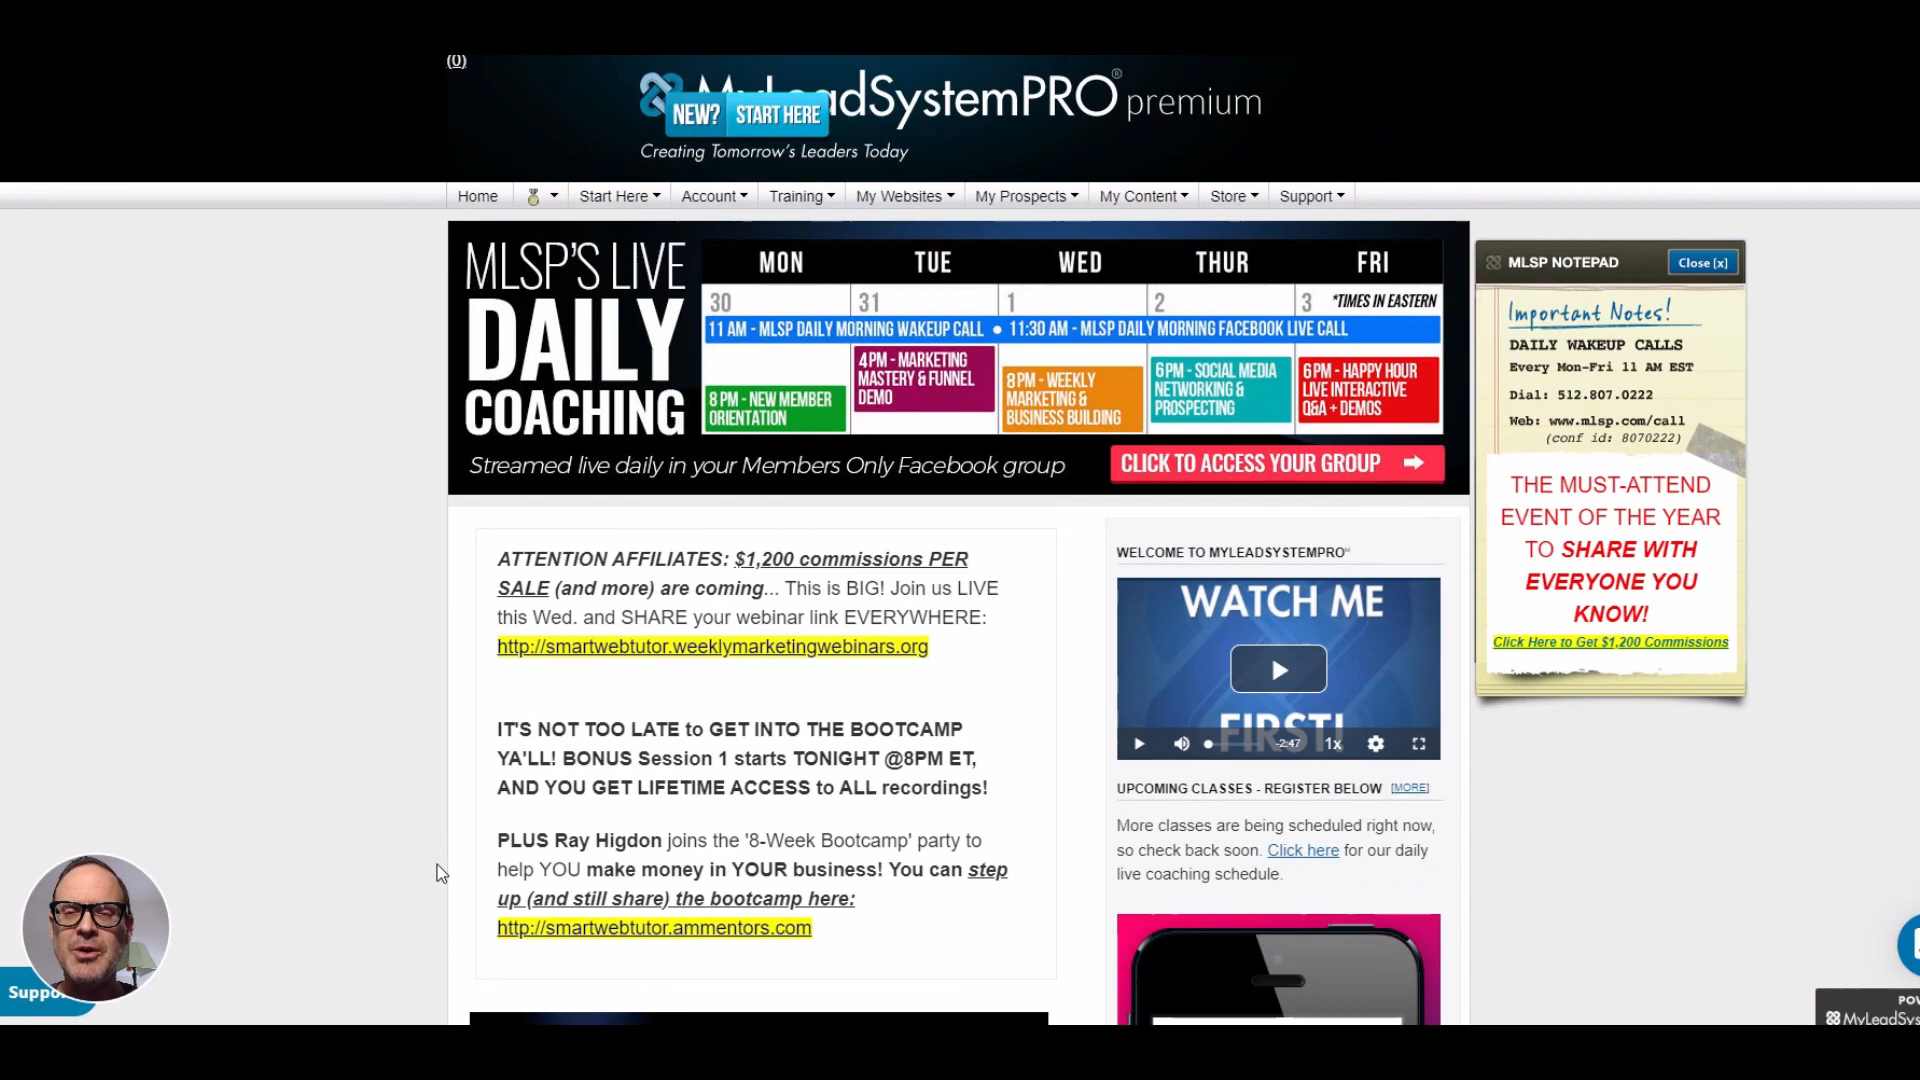 (0)
MyLeadSystemPRO® premium
NEW? START HERE
Creating Tomorrow's Leaders Today
Home Start Here Account Training My Websites My Prospects My Content Store Support
MLSP'S LIVE
DAILY
COACHING
MON TUE WED THUR FRI
30 31 1 2 3 *TIMES IN EASTERN
11 AM - MLSP DAILY MORNING WAKEUP CALL • 11:30 AM - MLSP DAILY MORNING FACEBOOK LIVE CALL
8 PM - NEW MEMBER
ORIENTATION
4 PM - MARKETING
MASTERY & FUNNEL
DEMO
8 PM - WEEKLY
MARKETING &
BUSINESS BUILDING
6 PM - SOCIAL MEDIA
NETWORKING &
PROSPECTING
6 PM - HAPPY HOUR
LIVE INTERACTIVE
Q&A + DEMOS
Streamed live daily in your Members Only Facebook group
CLICK TO ACCESS YOUR GROUP
MLSP NOTEPAD
Close [x]
Important Notes!
DAILY WAKEUP CALLS
Every Mon-Fri 11 AM EST
Dial: 512.807.0222
Web: www.mlsp.com/call
(conf id: 8070222)
THE MUST-ATTEND
EVENT OF THE YEAR
TO SHARE WITH
EVERYONE YOU
KNOW!
Click Here to Get $1,200 Commissions
ATTENTION AFFILIATES: $1,200 commissions PER
SALE (and more) are coming... This is BIG! Join us LIVE
this Wed. and SHARE your webinar link EVERYWHERE:
http://smartwebtutor.weeklymarketingwebinars.org
IT'S NOT TOO LATE to GET INTO THE BOOTCAMP
YA'LL! BONUS Session 1 starts TONIGHT @8PM ET,
AND YOU GET LIFETIME ACCESS to ALL recordings!
PLUS Ray Higdon joins the '8-Week Bootcamp' party to
help YOU make money in YOUR business! You can step
up (and still share) the bootcamp here:
http://smartwebtutor.ammentors.com
WELCOME TO MYLEADSYSTEMPRO
WATCH ME
FIRST!
-2:47 1x
UPCOMING CLASSES - REGISTER BELOW [MORE]
More classes are being scheduled right now,
so check back soon. Click here for our daily
live coaching schedule.
Suppo
POW
MyLeadSys